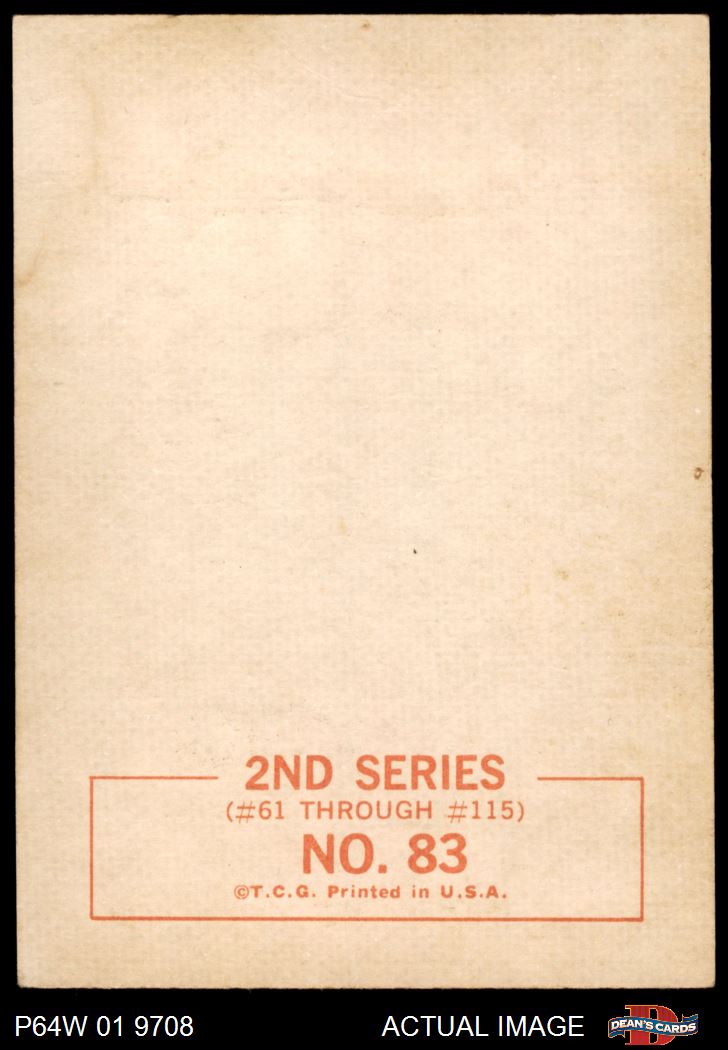 2ND SERIES
(#61 THROUGH #115)
NO. 83
©T.C.G. Printed in U.S.A.
P64W 01 9708
ACTUAL IMAGE
D
DEAN'S CARDS